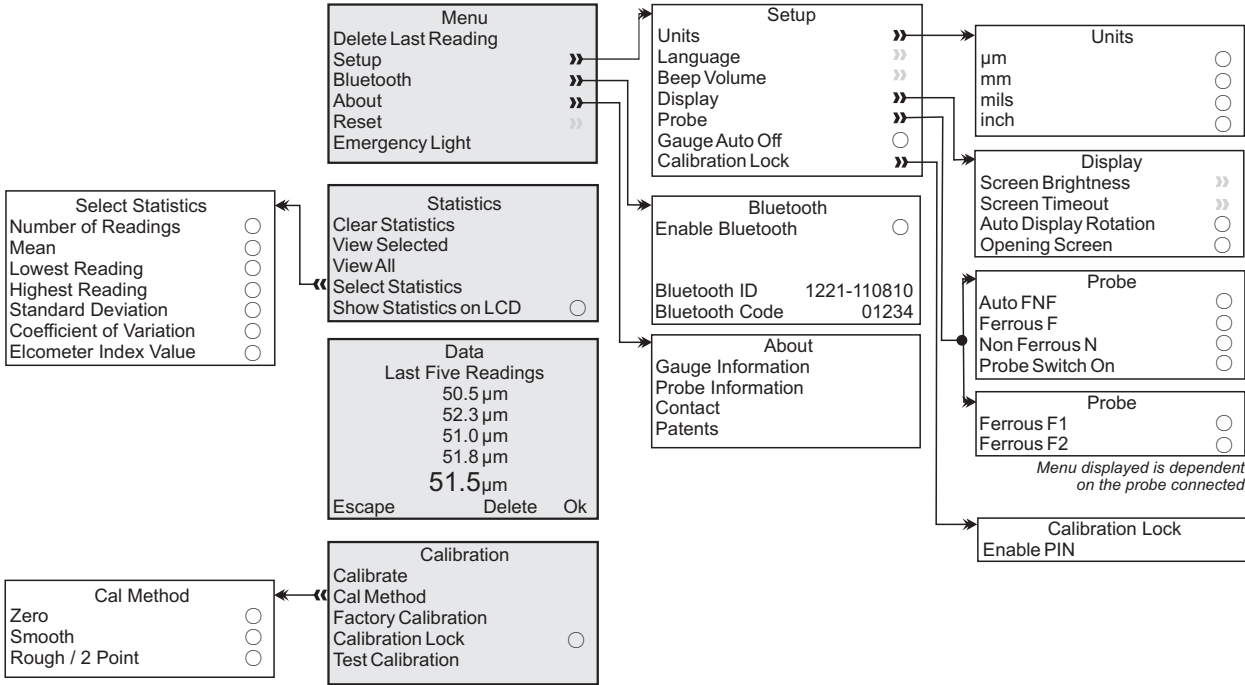 Menu
Delete Last Reading
Setup »
Bluetooth »
About »
Reset »
Emergency Light
Setup
Units »
Language »
Beep Volume »
Display »
Probe »
Gauge Auto Off
Calibration Lock »
Units
µm
mm
mils
inch
Display
Screen Brightness »
Screen Timeout »
Auto Display Rotation
Opening Screen
Select Statistics
Number of Readings
Mean
Lowest Reading
Highest Reading
Standard Deviation
Coefficient of Variation
Elcometer Index Value
Statistics
Clear Statistics
View Selected
View All
« Select Statistics
Show Statistics on LCD
Bluetooth
Enable Bluetooth
Bluetooth ID 1221-110810
Bluetooth Code 01234
Probe
Auto FNF
Ferrous F
Non Ferrous N
Probe Switch On
Data
Last Five Readings
50.5 µm
52.3 µm
51.0 µm
51.8 µm
51.5µm
Escape Delete Ok
About
Gauge Information
Probe Information
Contact
Patents
Probe
Ferrous F1
Ferrous F2
Menu displayed is dependent
on the probe connected
Calibration Lock
Enable PIN
Cal Method
Zero
Smooth
Rough / 2 Point
Calibration
Calibrate
« Cal Method
Factory Calibration
Calibration Lock
Test Calibration